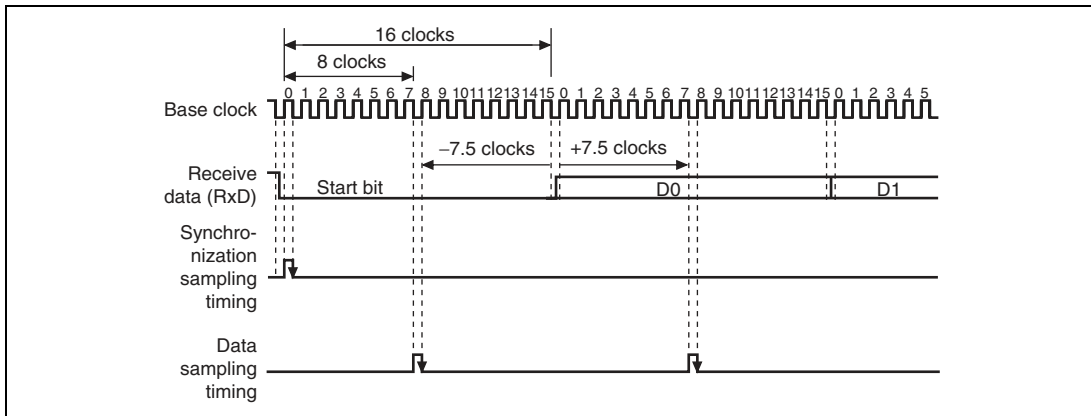 16 clocks
8 clocks
0 1 2 3 4 5 6 7 8 9 10 11 12 13 14 15 0 1 2 3 4 5 6 7 8 9 10 11 12 13 14 15 0 1 2 3 4 5
Base clock
–7.5 clocks +7.5 clocks
Receive
data (RxD)
Start bit D0 D1
Synchro-
nization
sampling
timing
Data
sampling
timing